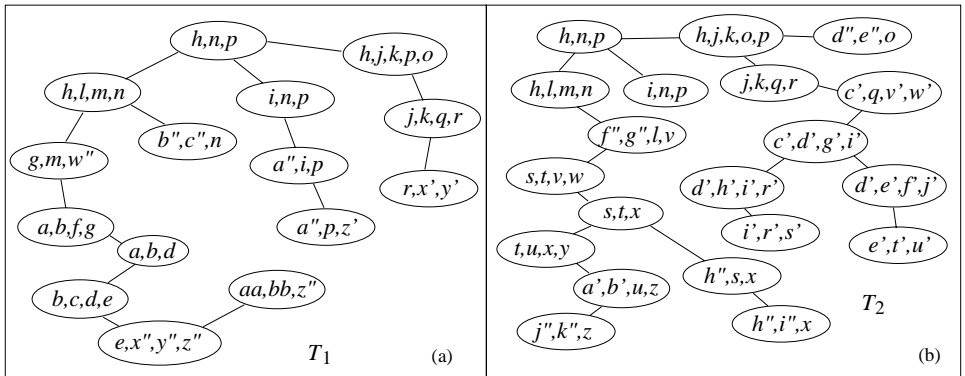 h,n,p
h,j,k,p,o
h,l,m,n
i,n,p
j,k,q,r
b",c",n
g,m,w"
a",i,p
r,x',y'
a,b,f,g
a",p,z'
a,b,d
b,c,d,e
aa,bb,z"
e,x",y",z"
T1
(a)
h,n,p
h,j,k,o,p
d",e",o
h,l,m,n
i,n,p
j,k,q,r
c',q,v',w'
f",g",l,v
c',d',g',i'
s,t,v,w
d',h',i',r'
d',e',f',j'
s,t,x
i',r',s'
t,u,x,y
e',t',u'
h",s,x
a',b',u,z
j",k",z
h",i",x
T2
(b)